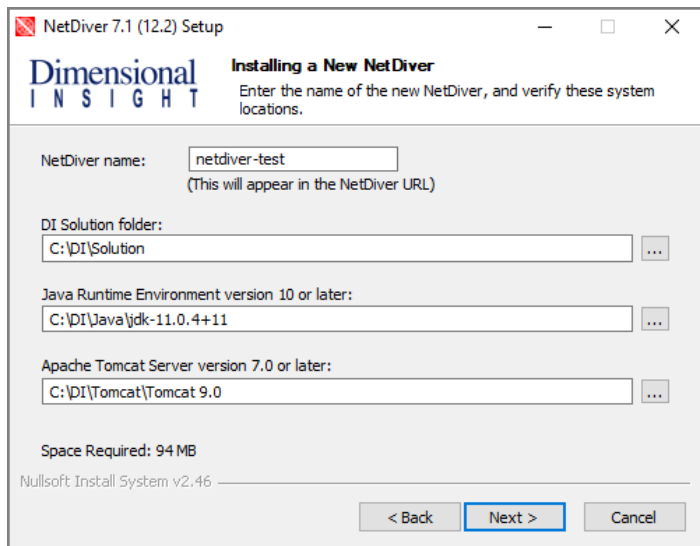 NetDiver 7.1 (12.2) Setup
Dimensional
INSIGHT
Installing a New NetDiver
Enter the name of the new NetDiver, and verify these system
locations.
NetDiver name:
netdiver-test
(This will appear in the NetDiver URL)
DI Solution folder:
C:\DI\Solution
...
Java Runtime Environment version 10 or later:
C:\DI\Java\jdk-11.0.4+11
...
Apache Tomcat Server version 7.0 or later:
C:\DI\Tomcat\Tomcat 9.0
...
Space Required: 94 MB
Nullsoft Install System v2.46
< Back
Next >
Cancel